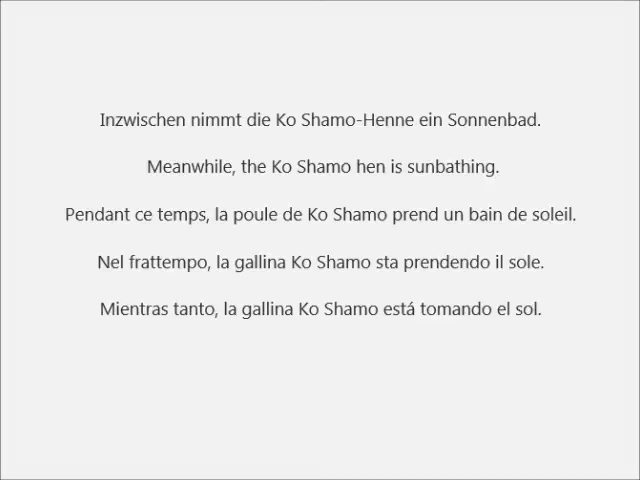 Inzwischen nimmt die Ko Shamo-Henne ein Sonnenbad.
Meanwhile, the Ko Shamo hen is sunbathing.
Pendant ce temps, la poule de Ko Shamo prend un bain de soleil.
Nel frattempo, la gallina Ko Shamo sta prendendo il sole.
Mientras tanto, la gallina Ko Shamo está tomando el sol.